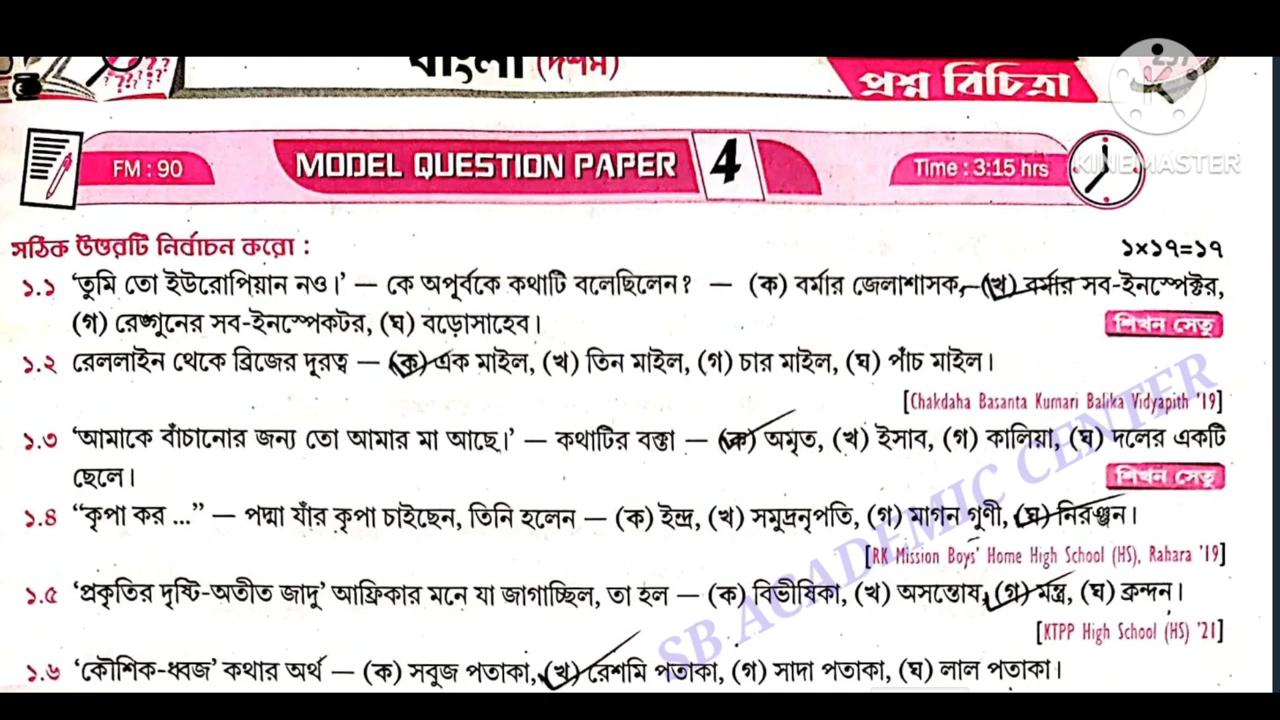 বাংলা (দশম)
প্রশ্ন বিচিত্রা
KINEMASTER
FM : 90
MODEL QUESTION PAPER 4
Time : 3:15 hrs
সঠিক উত্তরটি নির্বাচন করো : ১×১৭=১৭
১.১ ‘তুমি তো ইউরোপিয়ান নও।’ — কে অপূর্বকে কথাটি বলেছিলেন? — (ক) বর্মার জেলাশাসক, (খ) বর্মার সব-ইনস্পেক্টর,
(গ) রেঙ্গুনের সব-ইনস্পেকটর, (ঘ) বড়োসাহেব। শিখন সেতু
১.২ রেললাইন থেকে ব্রিজের দূরত্ব — (ক) এক মাইল, (খ) তিন মাইল, (গ) চার মাইল, (ঘ) পাঁচ মাইল।
[Chakdaha Basanta Kumari Balika Vidyapith '19]
১.৩ ‘আমাকে বাঁচানোর জন্য তো আমার মা আছে।’ — কথাটির বক্তা — (ক) অমৃত, (খ) ইসাব, (গ) কালিয়া, (ঘ) দলের একটি
ছেলে। শিখন সেতু
১.৪ “কৃপা কর ...” — পদ্মা যাঁর কৃপা চাইছেন, তিনি হলেন — (ক) ইন্দ্র, (খ) সমুদ্রনৃপতি, (গ) মাগন গুণী, (ঘ) নিরঞ্জন।
[RK Mission Boys' Home High School (HS), Rahara '19]
১.৫ ‘প্রকৃতির দৃষ্টি-অতীত জাদু’ আফ্রিকার মনে যা জাগাচ্ছিল, তা হল — (ক) বিভীষিকা, (খ) অসন্তোষ, (গ) মন্ত্র, (ঘ) ক্রন্দন।
[KTPP High School (HS) '21]
১.৬ ‘কৌশিক-ধ্বজ’ কথার অর্থ — (ক) সবুজ পতাকা, (খ) রেশমি পতাকা, (গ) সাদা পতাকা, (ঘ) লাল পতাকা।
SB ACADEMIC CENTER